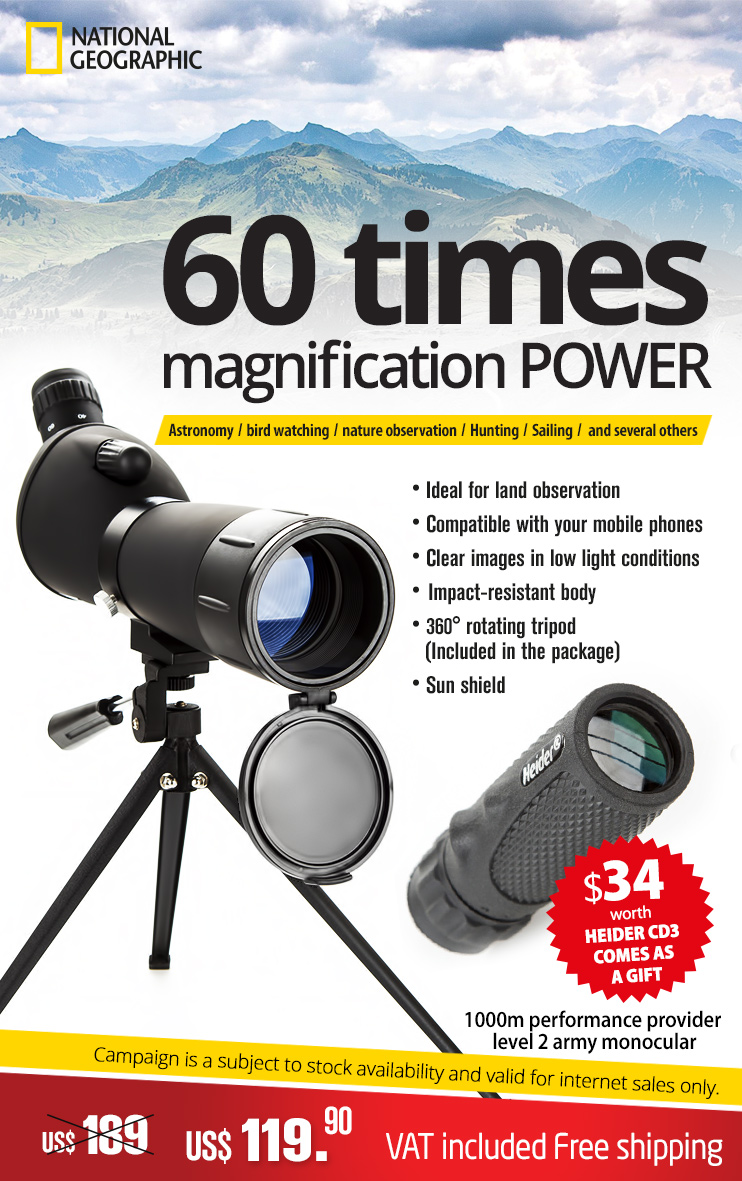 NATIONAL
GEOGRAPHIC
60 times
magnification POWER
Astronomy / bird watching / nature observation / Hunting / Sailing / and several others
• Ideal for land observation
• Compatible with your mobile phones
• Clear images in low light conditions
• Impact-resistant body
• 360° rotating tripod
(Included in the package)
• Sun shield
Heider®
$34
worth
HEIDER CD3
COMES AS
A GIFT
1000m performance provider
level 2 army monocular
Campaign is a subject to stock availability and valid for internet sales only.
US$ 189 US$ 119.90 VAT included Free shipping